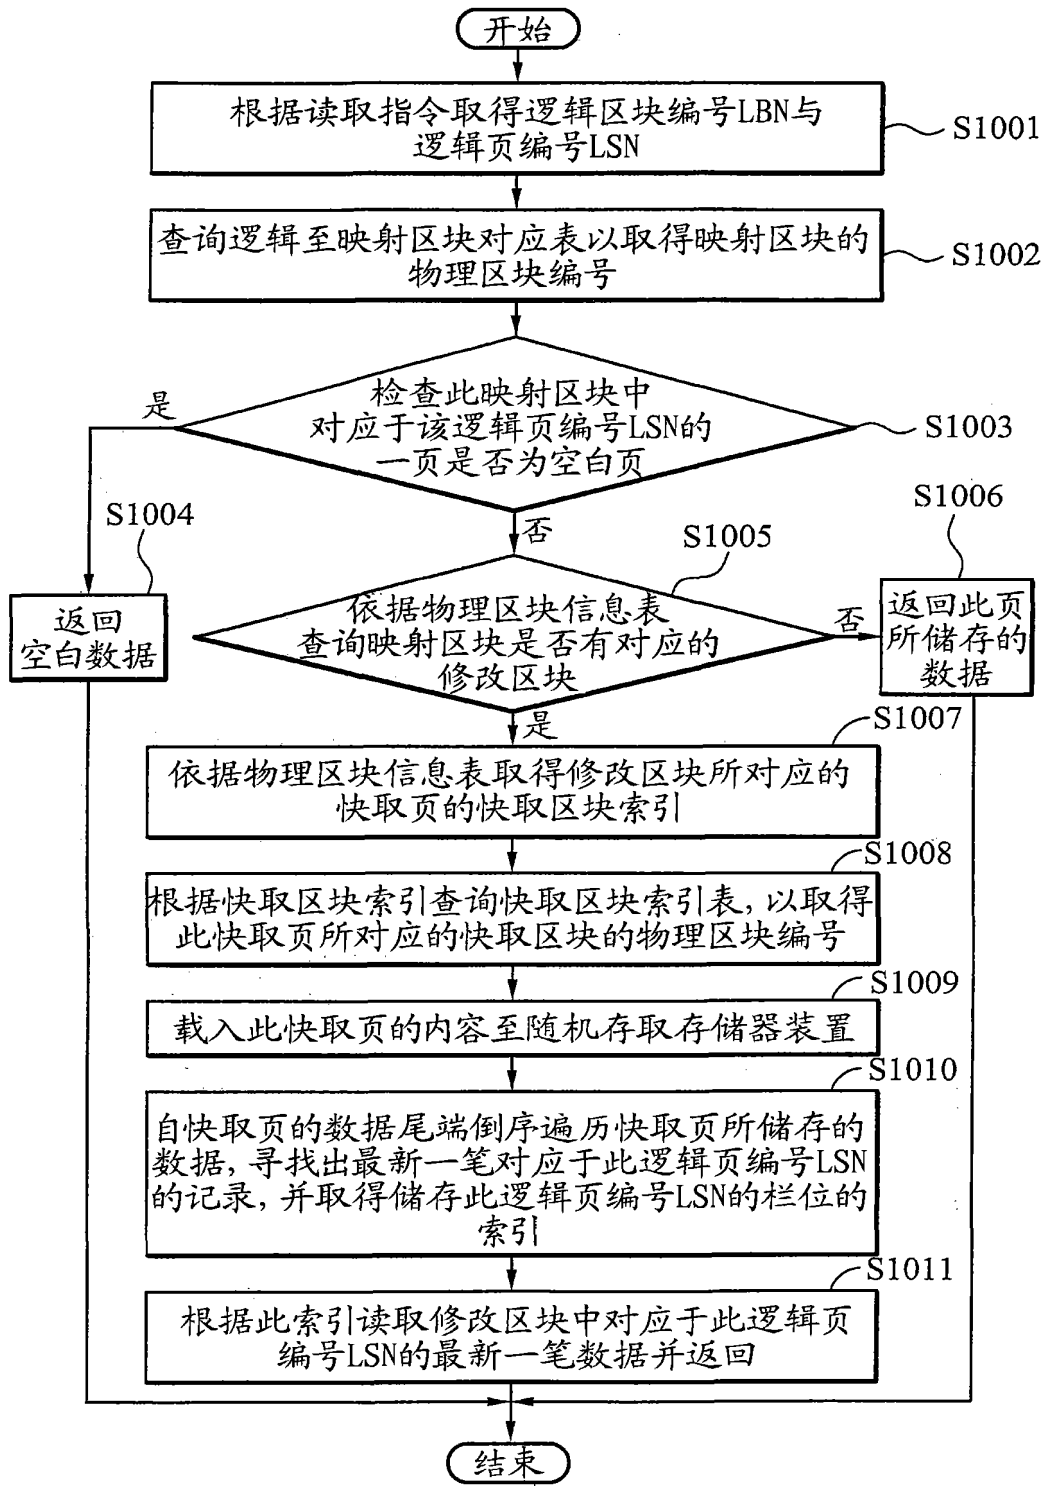 开始
根据读取指令取得逻辑区块编号LBN与
逻辑页编号LSN
S1001
查询逻辑至映射区块对应表以取得映射区块的
物理区块编号
S1002
检查此映射区块中
对应于该逻辑页编号LSN的
一页是否为空白页
S1003
是
否
S1004
返回
空白数据
S1005
依据物理区块信息表
查询映射区块是否有对应的
修改区块
否
是
S1006
返回此页
所储存的
数据
S1007
依据物理区块信息表取得修改区块所对应的
快取页的快取区块索引
S1008
根据快取区块索引查询快取区块索引表,以取得
此快取页所对应的快取区块的物理区块编号
S1009
载入此快取页的内容至随机存取存储器装置
S1010
自快取页的数据尾端倒序遍历快取页所储存的
数据,寻找出最新一笔对应于此逻辑页编号LSN
的记录,并取得储存此逻辑页编号LSN的栏位的
索引
S1011
根据此索引读取修改区块中对应于此逻辑页
编号LSN的最新一笔数据并返回
结束